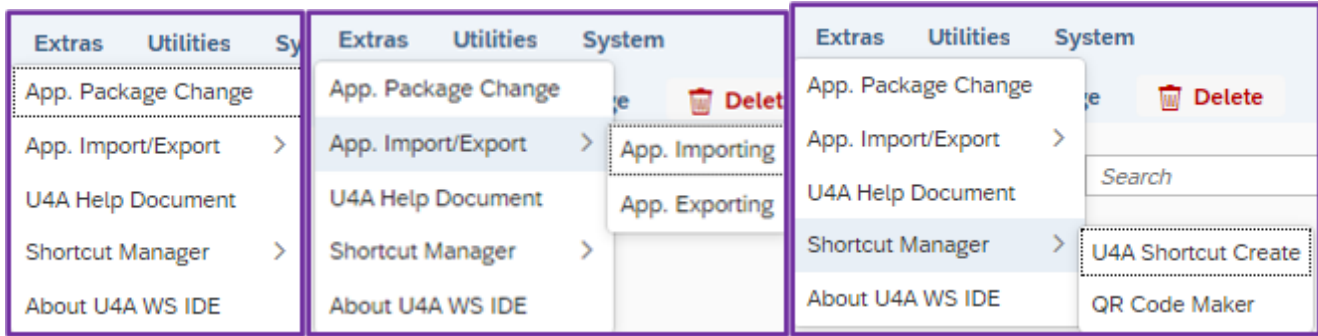 Extras Utilities Sy
App. Package Change
App. Import/Export >
U4A Help Document
Shortcut Manager >
About U4A WS IDE
Extras Utilities System
App. Package Change
Delet
App. Import/Export >
App. Importing
U4A Help Document
App. Exporting
Shortcut Manager >
About U4A WS IDE
Extras Utilities System
App. Package Change
Delete
App. Import/Export >
Search
U4A Help Document
Shortcut Manager >
U4A Shortcut Create
About U4A WS IDE
QR Code Maker